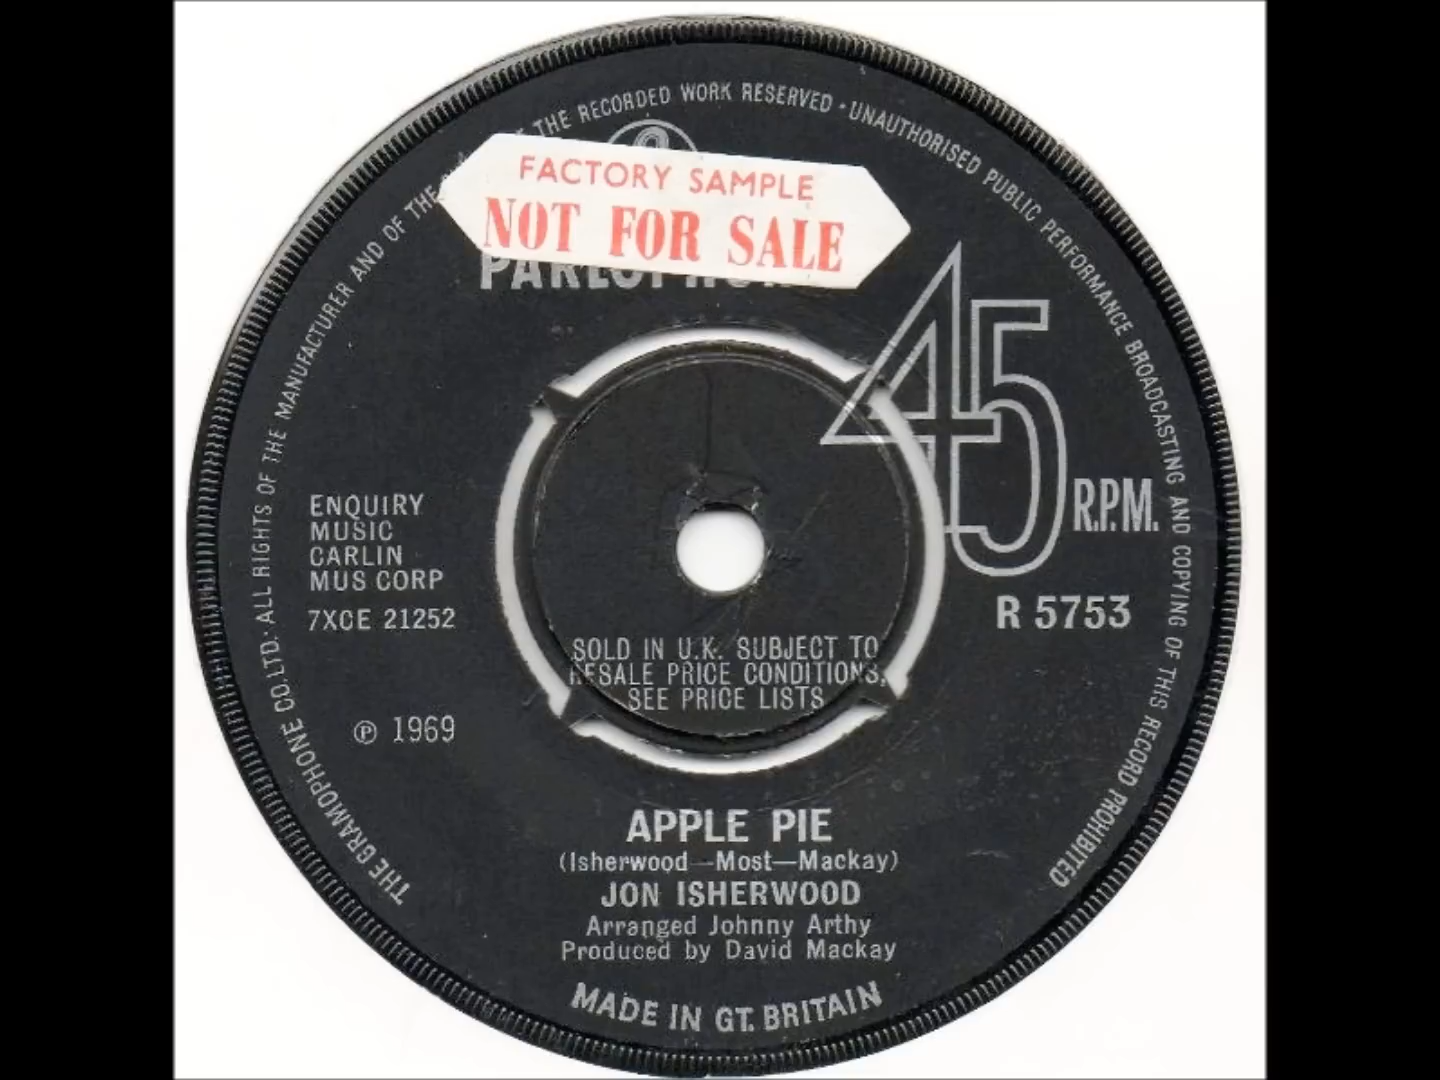 THE GRAMOPHONE CO.LTD. ALL RIGHTS OF THE MANUFACTURER AND OF THE THE RECORDED WORK RESERVED · UNAUTHORISED PUBLIC PERFORMANCE BROADCASTING AND COPYING OF THIS RECORD PROHIBITED
FACTORY SAMPLE
NOT FOR SALE
45
R.P.M.
ENQUIRY
MUSIC
CARLIN
MUS CORP
7XCE 21252
R 5753
SOLD IN U.K. SUBJECT TO
RESALE PRICE CONDITIONS,
SEE PRICE LISTS
℗ 1969
APPLE PIE
(Isherwood—Most—Mackay)
JON ISHERWOOD
Arranged Johnny Arthy
Produced by David Mackay
MADE IN GT. BRITAIN